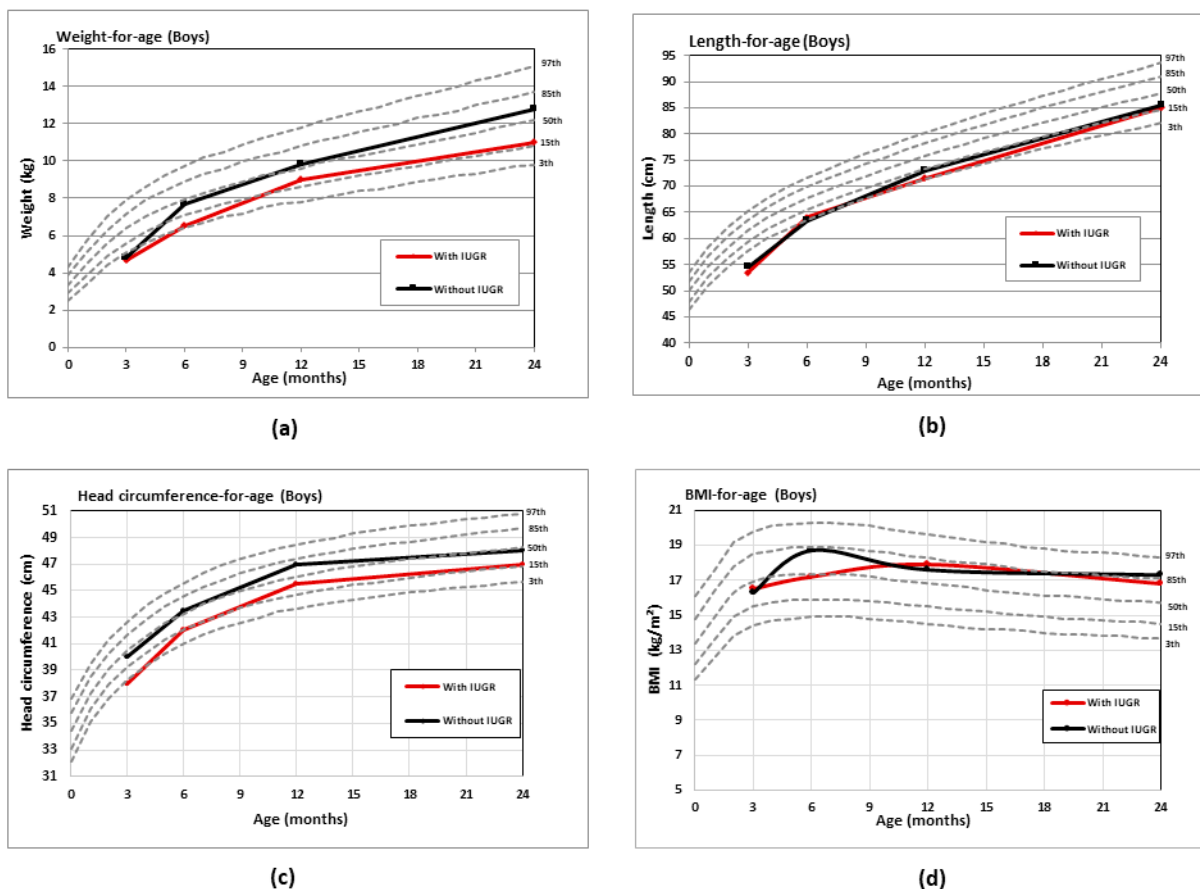 Weight-for-age (Boys)
16
14
12
10
8
6
4
2
0
Weight (kg)
0 3 6 9 12 15 18 21 24
Age (months)
97th
85th
50th
15th
3th
With IUGR
Without IUGR
(a)
Length-for-age (Boys)
95
90
85
80
75
70
65
60
55
50
45
40
Length (cm)
0 3 6 9 12 15 18 21 24
Age (months)
97th
85th
50th
15th
3th
With IUGR
Without IUGR
(b)
Head circumference-for-age (Boys)
51
49
47
45
43
41
39
37
35
33
31
Head circumference (cm)
0 3 6 9 12 15 18 21 24
Age (months)
97th
85th
50th
15th
3th
With IUGR
Without IUGR
(c)
BMI-for-age (Boys)
21
19
17
15
13
11
9
7
5
BMI (kg/m²)
0 3 6 9 12 15 18 21 24
Age (months)
97th
85th
50th
15th
3th
With IUGR
Without IUGR
(d)